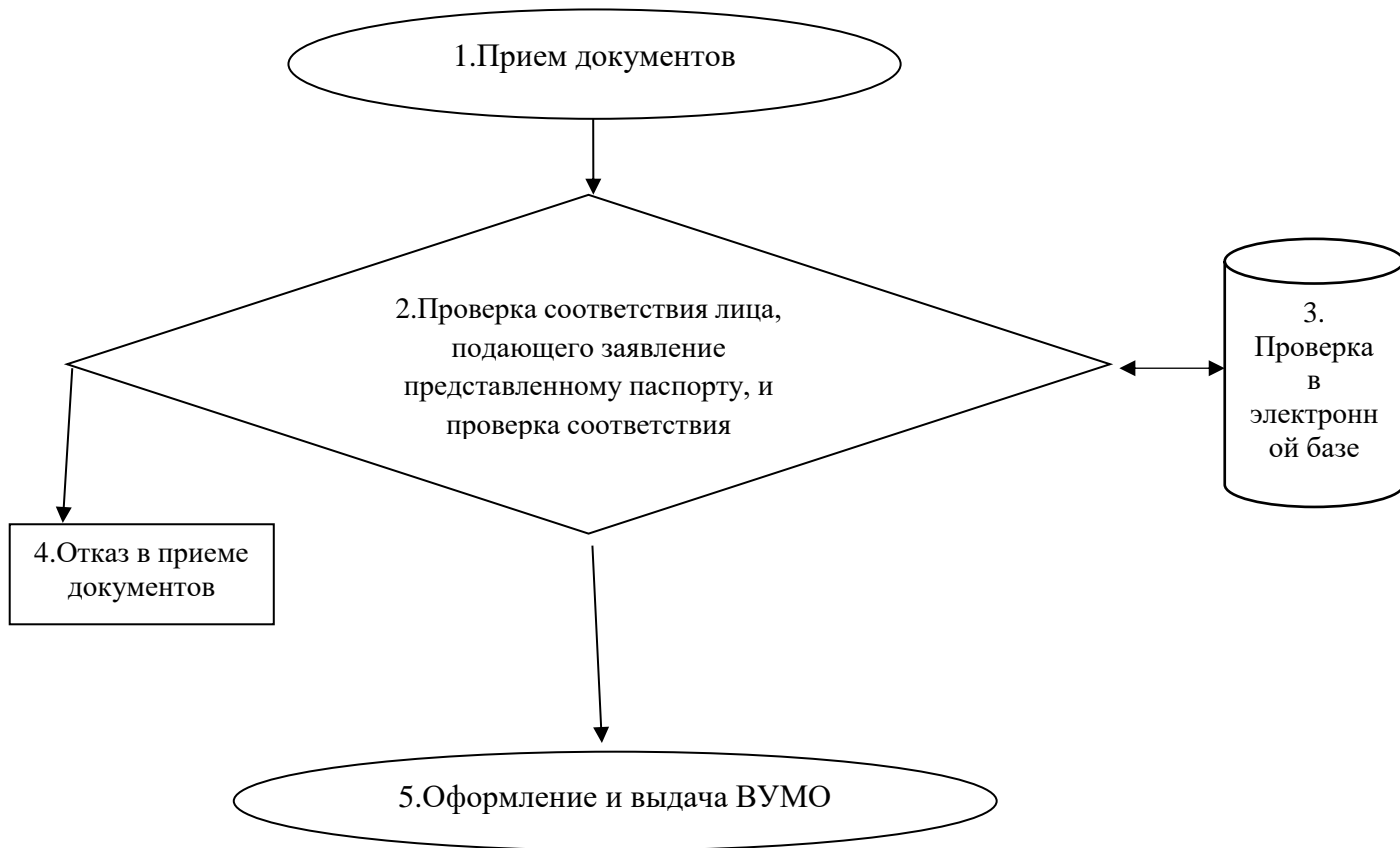 1.Прием документов
2.Проверка соответствия лица,
подающего заявление
представленному паспорту, и
проверка соответствия
3.
Проверка
в
электронн
ой базе
4.Отказ в приеме
документов
5.Оформление и выдача ВУМО